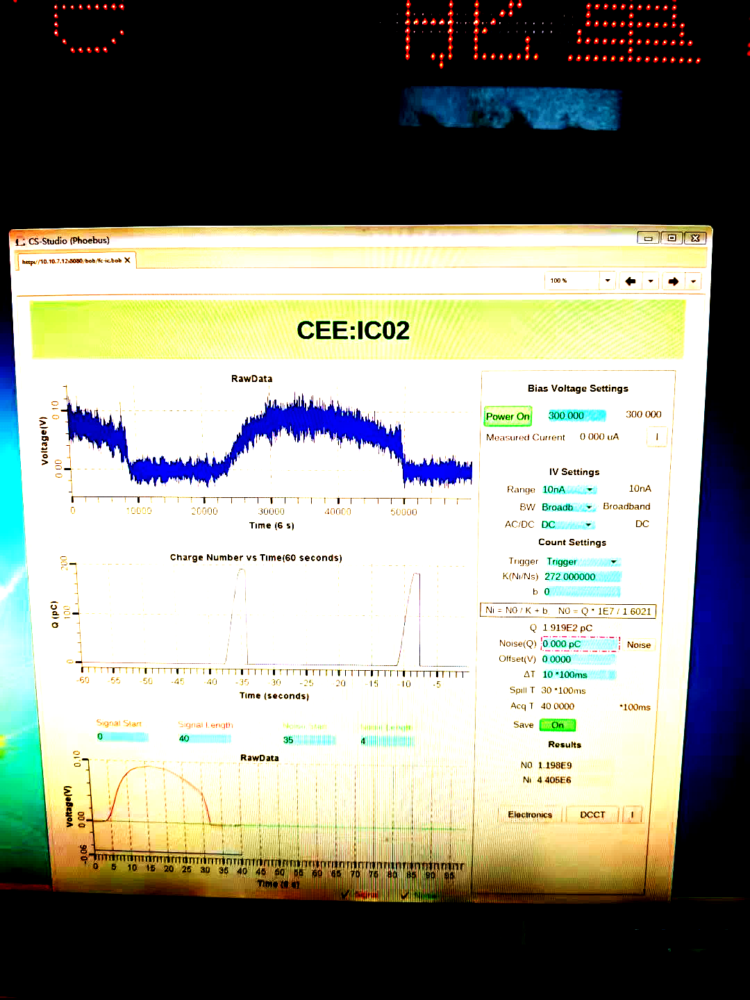 CS-Studio (Phoebus)
http://10.10.7.12:8080/bob/fc-ic.bob
100 %
CEE:IC02
RawData
Voltage(V)
0.10
0.00
0 10000 20000 30000 40000 50000
Time (6 s)
Charge Number vs Time(60 seconds)
Q (pC)
200
100
0
-60 -55 -50 -45 -40 -35 -30 -25 -20 -15 -10 -5
Time (seconds)
Signal Start Signal Length
0 40 35 4
RawData
Voltage(V)
0.10
0.00
-0.06
0 5 10 15 20 25 30 35 40 45 50 55 60 65 70 75 80 85 90 95
Bias Voltage Settings
Power On 300.000 300.000
Measured Current 0.000 uA I
IV Settings
Range 10nA 10nA
BW Broadb Broadband
AC/DC DC DC
Count Settings
Trigger Trigger
K(Ni/Ns) 272.000000
b 0
Ni = N0 / K + b N0 = Q * 1E7 / 1.6021
Q 1.919E2 pC
Noise(Q) 0.000 pC Noise
Offset(V) 0.0000
ΔT 10 *100ms
Spill T 30 *100ms
Acq T 40.0000 *100ms
Save On
Results
N0 1.198E9
Ni 4.405E6
Electronics DCCT I